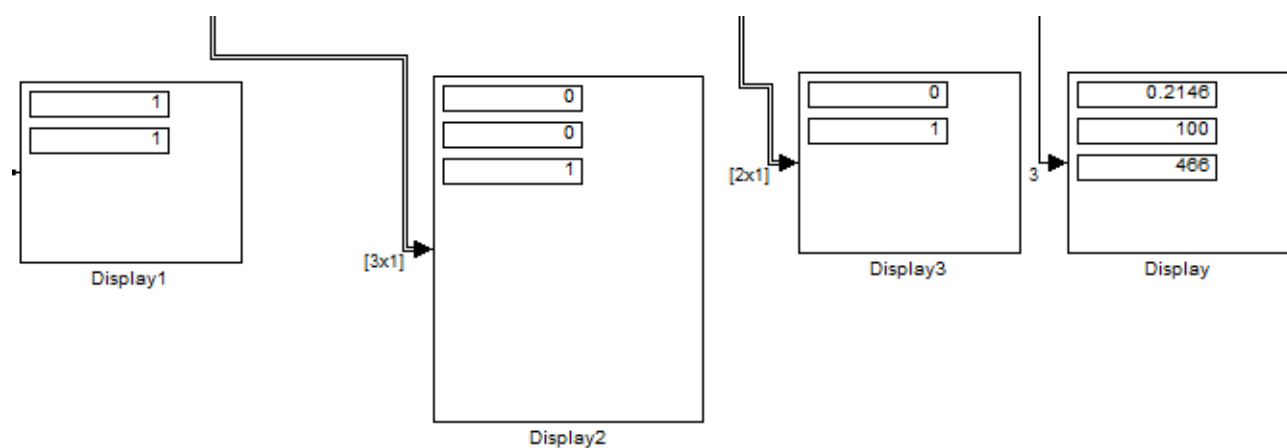 1
1
Display1
0
0
1
[3x1]
Display2
0
1
[2x1]
Display3
0.2146
100
466
3
Display